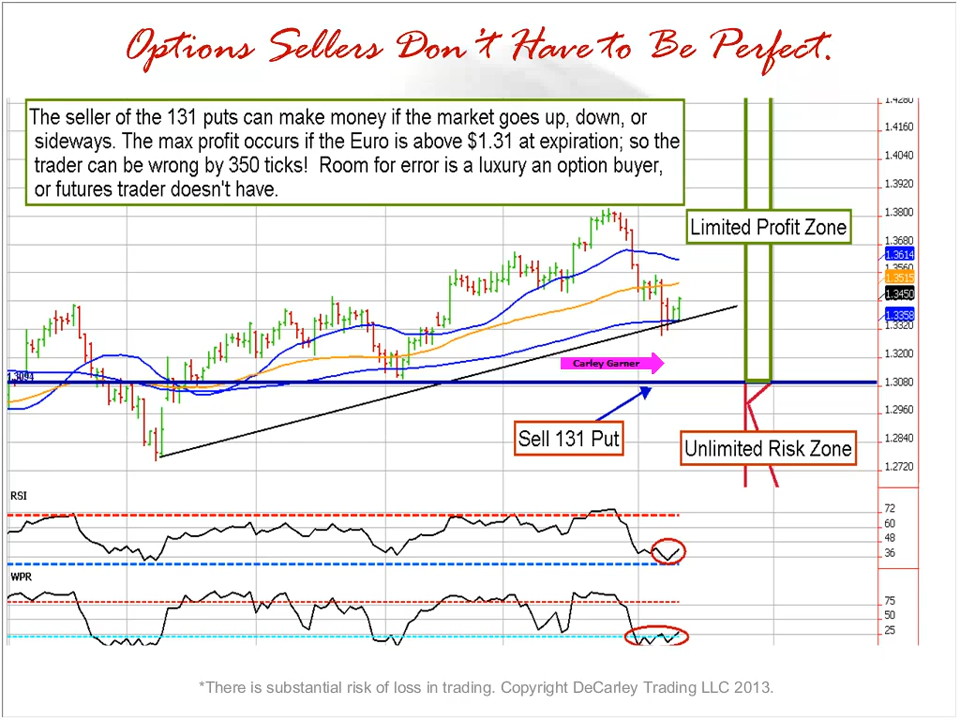 Options Sellers Don't Have to Be Perfect.
The seller of the 131 puts can make money if the market goes up, down, or
sideways. The max profit occurs if the Euro is above $1.31 at expiration; so the
trader can be wrong by 350 ticks! Room for error is a luxury an option buyer,
or futures trader doesn't have.
1.4280
1.4160
1.4040
1.3920
1.3800
Limited Profit Zone
1.3680
1.3614
1.3560
1.3515
1.3450
1.3358
1.3320
1.3200
Carley Garner
1.3094
1.3080
1.2960
Sell 131 Put
1.2840
Unlimited Risk Zone
1.2720
RSI
72
60
48
36
WPR
75
50
25
*There is substantial risk of loss in trading. Copyright DeCarley Trading LLC 2013.